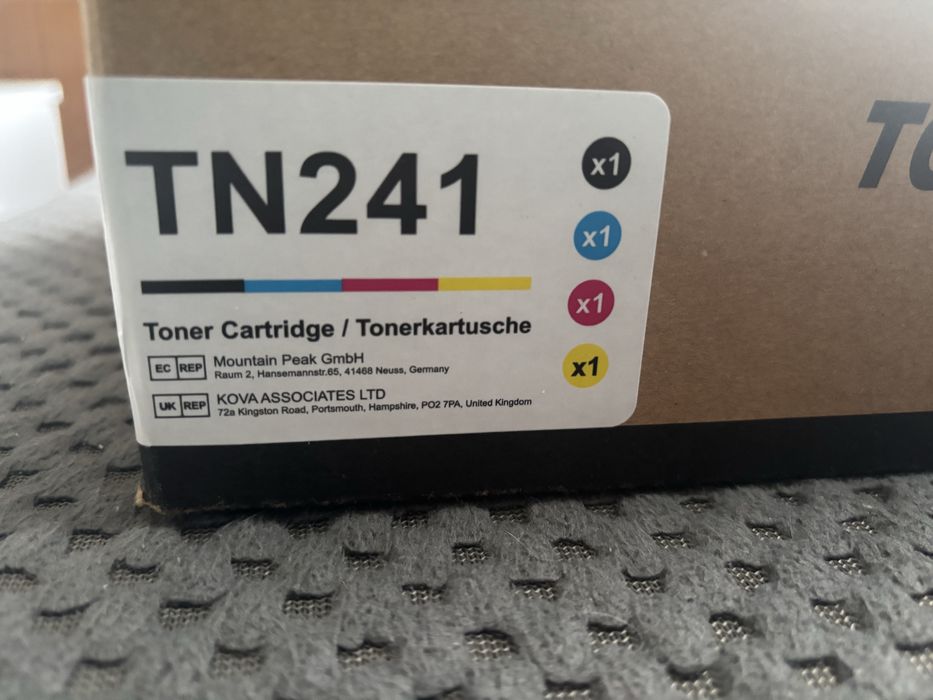 TN241
x1
x1
x1
x1
Toner Cartridge / Tonerkartusche
EC REP
Mountain Peak GmbH
Raum 2, Hansemannstr.65, 41468 Neuss, Germany
UK REP
KOVA ASSOCIATES LTD
72a Kingston Road, Portsmouth, Hampshire, PO2 7PA, United Kingdom